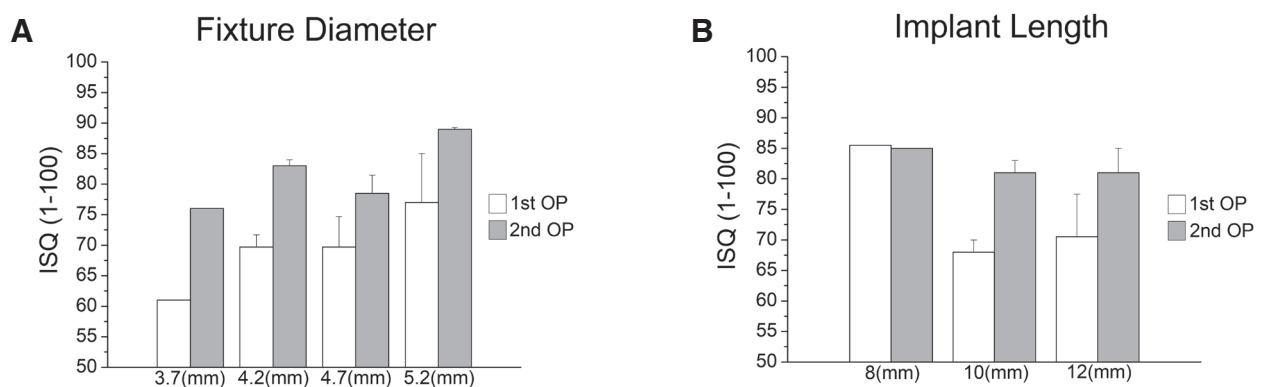 A
Fixture Diameter
ISQ (1-100)
100
95
90
85
80
75
70
65
60
55
50
3.7(mm) 4.2(mm) 4.7(mm) 5.2(mm)
1st OP
2nd OP
B
Implant Length
ISQ (1-100)
100
95
90
85
80
75
70
65
60
55
50
8(mm) 10(mm) 12(mm)
1st OP
2nd OP